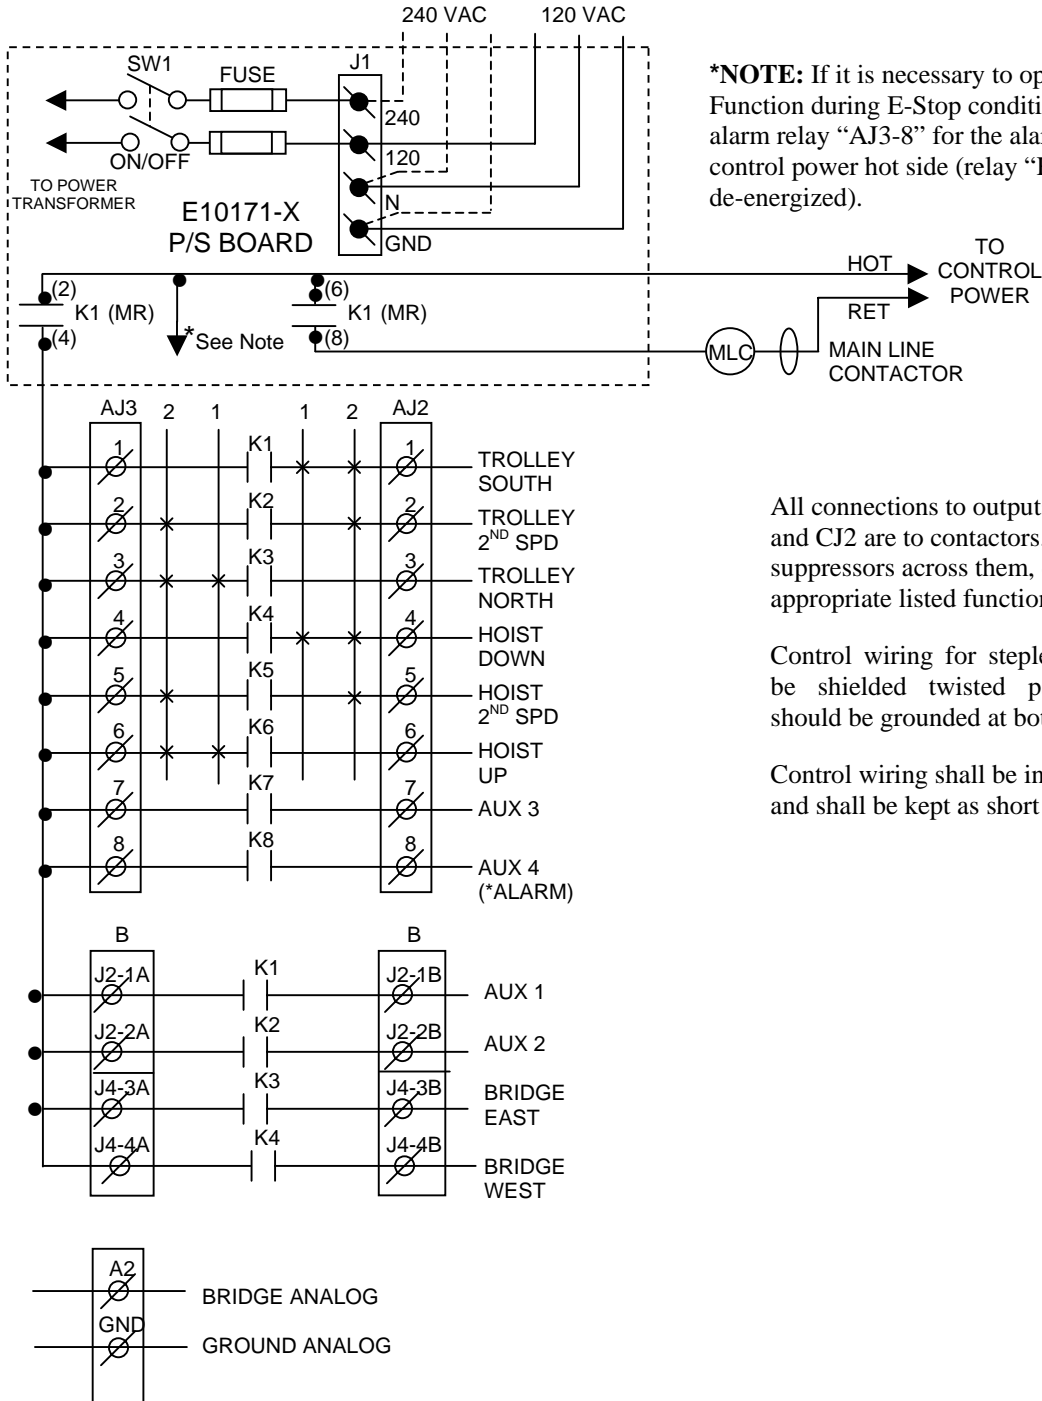 240 VAC 120 VAC
SW1 FUSE J1
240
120
N
GND
ON/OFF
TO POWER
TRANSFORMER
E10171-X
P/S BOARD
*NOTE: If it is necessary to op
Function during E-Stop conditi
alarm relay “AJ3-8” for the alar
control power hot side (relay “
de-energized).
HOT
RET
TO
CONTROL
POWER
(2)
K1 (MR)
(4)
*See Note
(6)
K1 (MR)
(8)
MLC
MAIN LINE
CONTACTOR
AJ3 2 1 1 2 AJ2
1 K1 1 TROLLEY
SOUTH
2 K2 2 TROLLEY
2ND SPD
3 K3 3 TROLLEY
NORTH
4 K4 4 HOIST
DOWN
5 K5 5 HOIST
2ND SPD
6 K6 6 HOIST
UP
7 K7 7 AUX 3
8 K8 8 AUX 4
(*ALARM)
All connections to output
and CJ2 are to contactors.
suppressors across them,
appropriate listed function
Control wiring for steple
be shielded twisted p
should be grounded at bot
Control wiring shall be in
and shall be kept as short
B B
J2-1A K1 J2-1B AUX 1
J2-2A K2 J2-2B AUX 2
J4-3A K3 J4-3B BRIDGE
EAST
J4-4A K4 J4-4B BRIDGE
WEST
A2 BRIDGE ANALOG
GND GROUND ANALOG